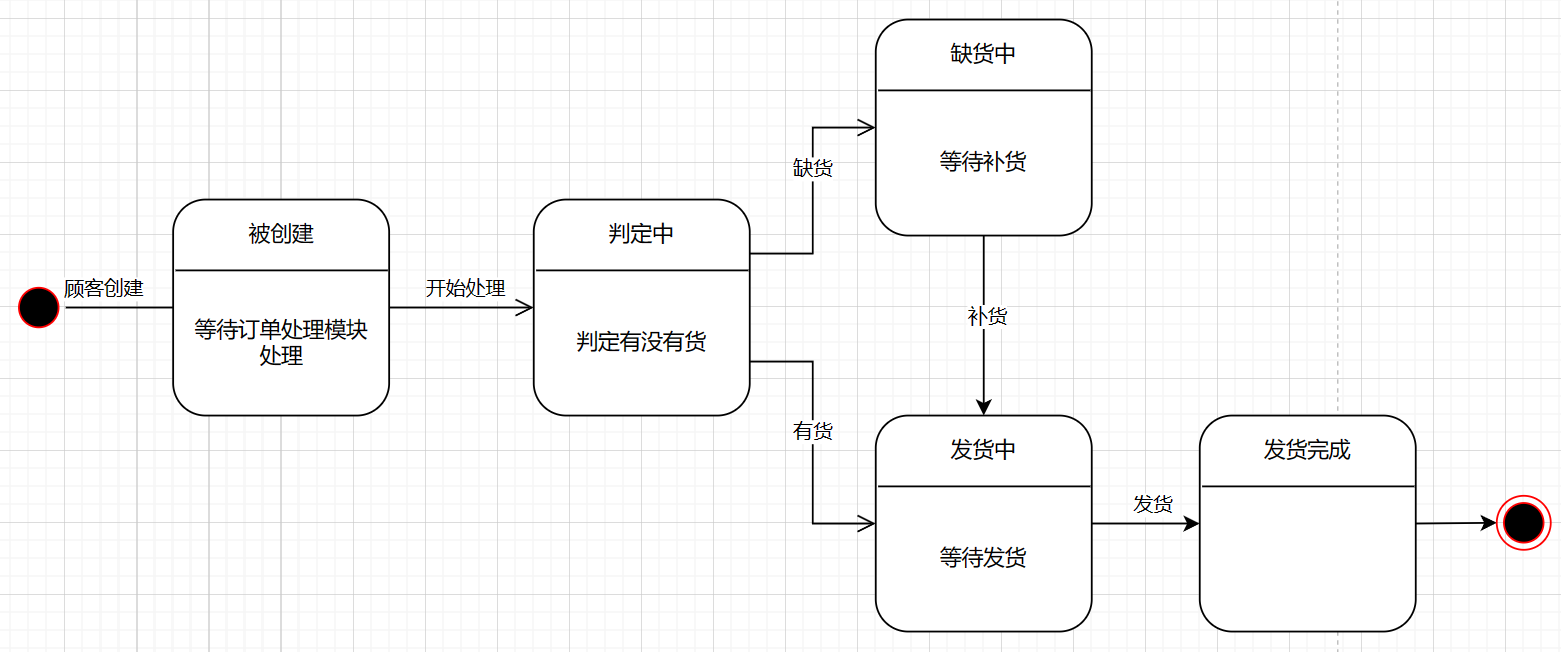 缺货中
等待补货
缺货
被创建
等待订单处理模块
处理
顾客创建
开始处理
判定中
判定有没有货
补货
有货
发货中
等待发货
发货
发货完成